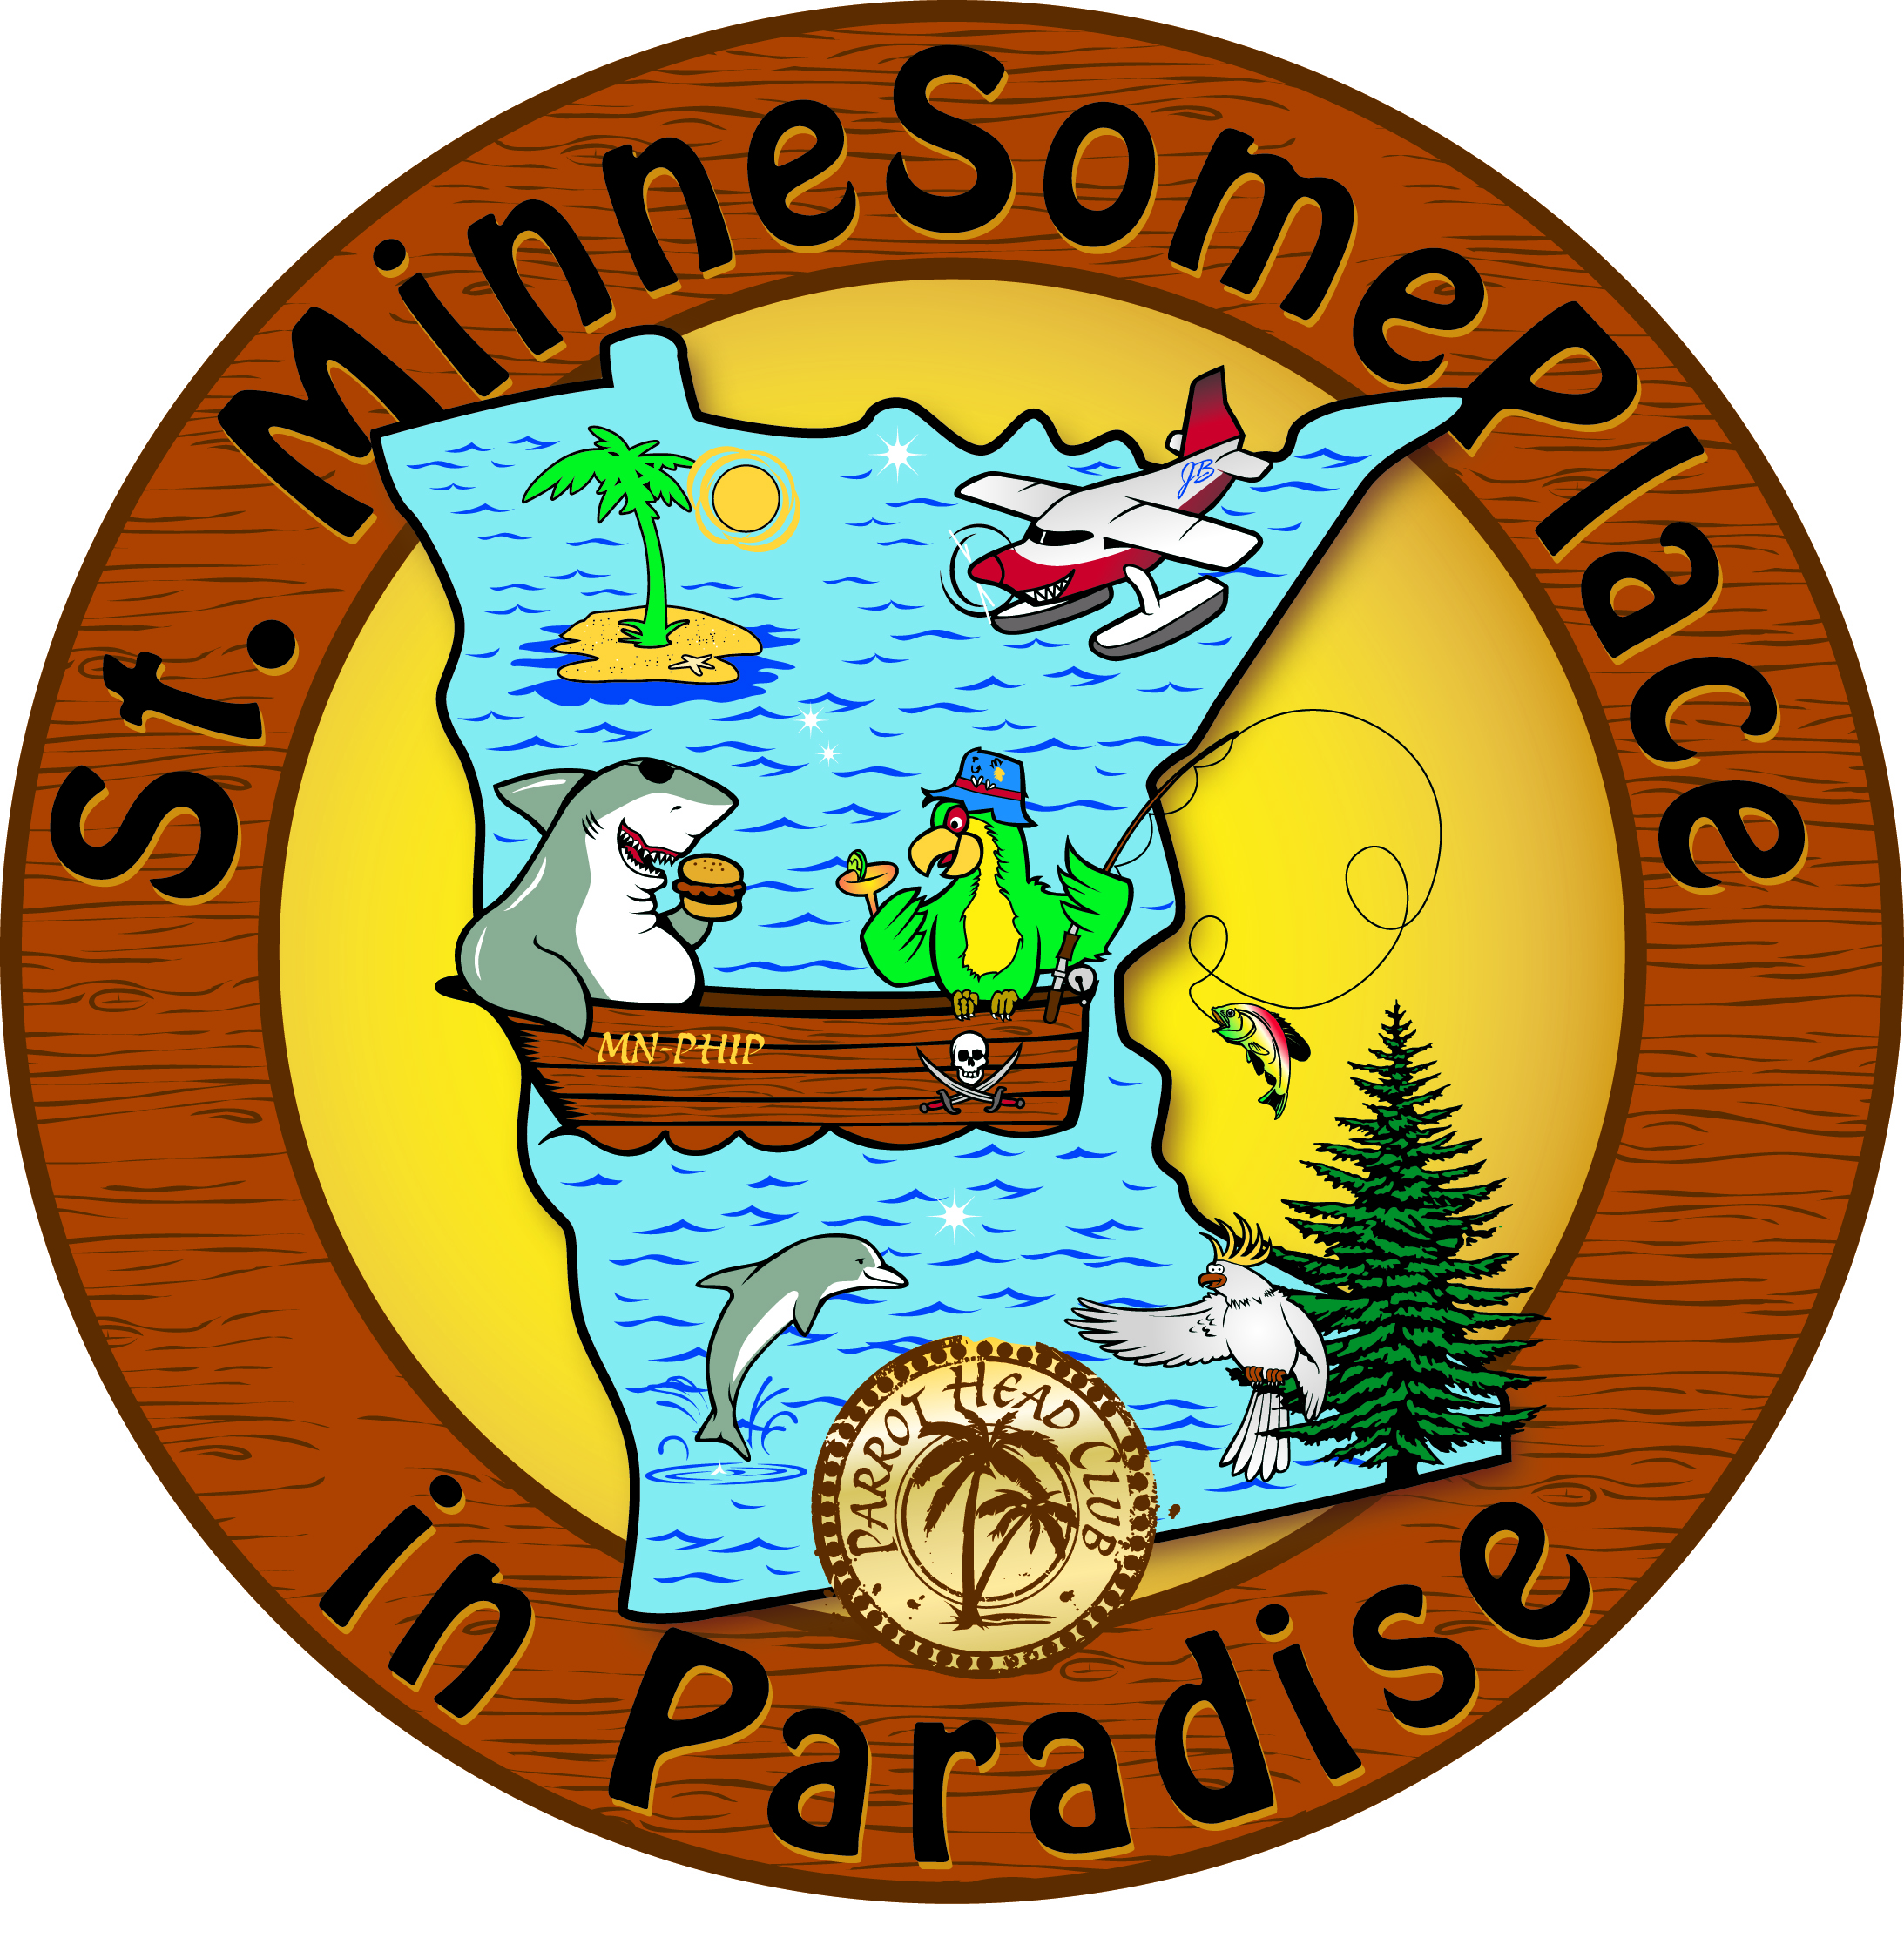 St. MinneSomePlace
JB
MN-PHIP
PARROT HEAD CLUB
in Paradise